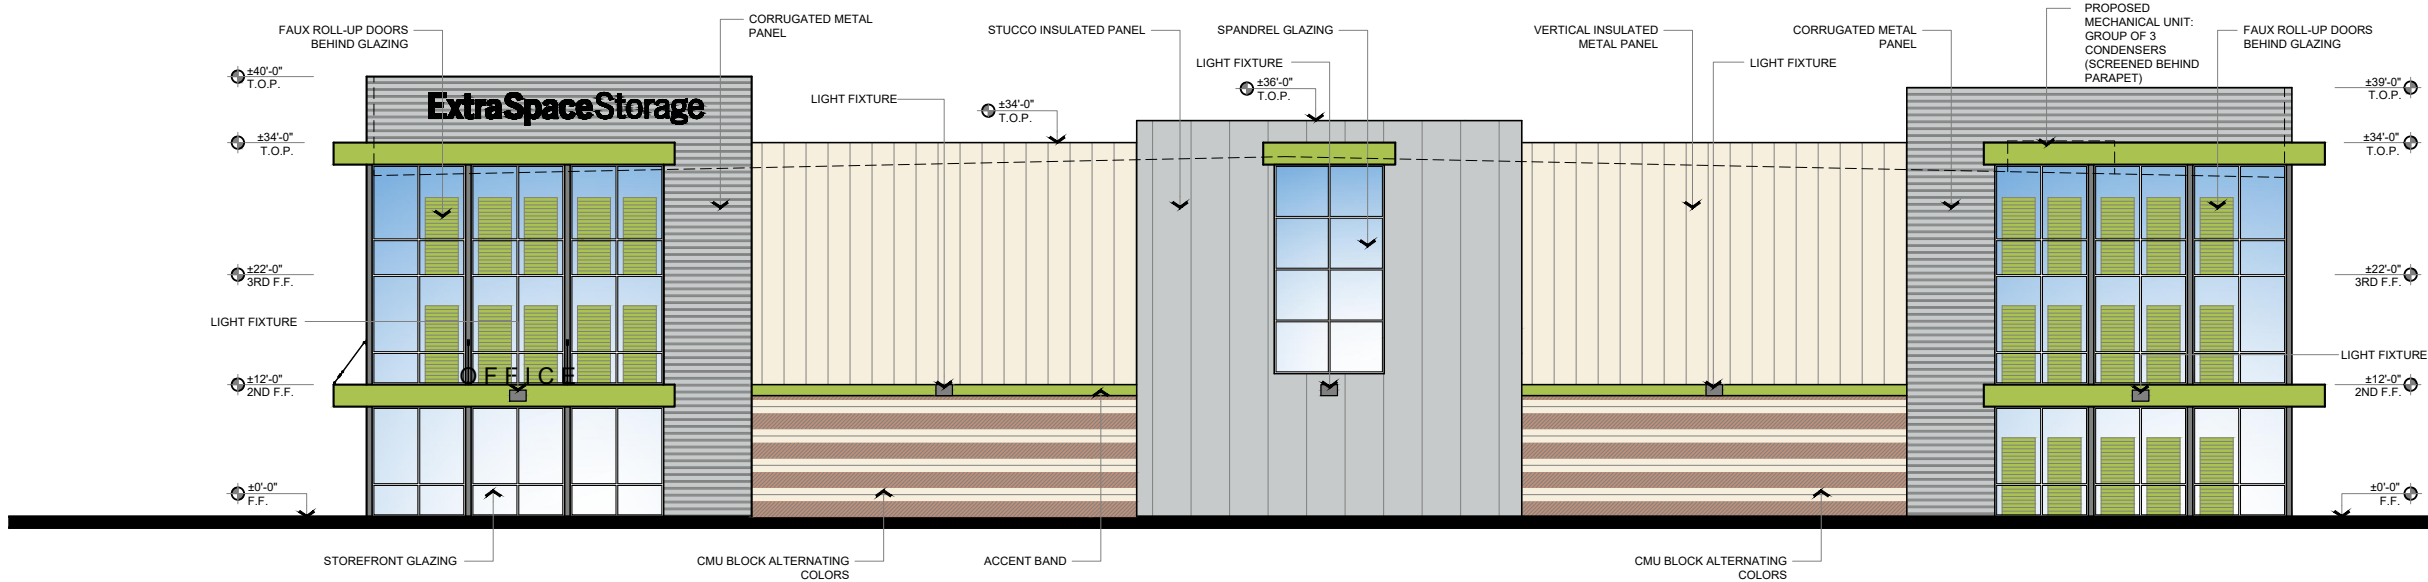 FAUX ROLL-UP DOORS
BEHIND GLAZING
CORRUGATED METAL
PANEL
STUCCO INSULATED PANEL
SPANDREL GLAZING
VERTICAL INSULATED
METAL PANEL
CORRUGATED METAL
PANEL
PROPOSED
MECHANICAL UNIT:
GROUP OF 3
CONDENSERS
(SCREENED BEHIND
PARAPET)
FAUX ROLL-UP DOORS
BEHIND GLAZING
LIGHT FIXTURE
LIGHT FIXTURE
±40'-0"
T.O.P.
±36'-0"
T.O.P.
±39'-0"
T.O.P.
ExtraSpaceStorage
LIGHT FIXTURE
±34'-0"
T.O.P.
±34'-0"
T.O.P.
±34'-0"
T.O.P.
±22'-0"
3RD F.F.
±22'-0"
3RD F.F.
LIGHT FIXTURE
LIGHT FIXTURE
OFFICE
±12'-0"
2ND F.F.
±12'-0"
2ND F.F.
±0'-0"
F.F.
±0'-0"
F.F.
STOREFRONT GLAZING
CMU BLOCK ALTERNATING
COLORS
ACCENT BAND
CMU BLOCK ALTERNATING
COLORS